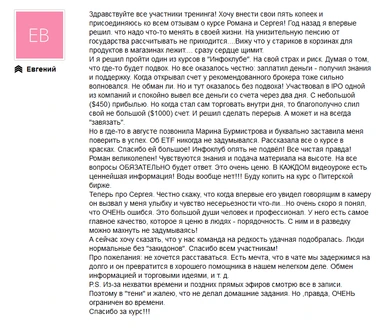 Здравствуйте все участники тренинга! Хочу внести свои пять копеек и
присоединяюсь ко всем отзывам о курсе Романа и Сергея! Год назад я впервые
решил. что надо что-то менять в своей жизни. На унизительную пенсию от
государства рассчитывать не приходится...Вижу что у стариков в корзинах для
продуктов в магазинах лежит… сразу сердце щимит.
EB
Евгений
И я решил пройти один из курсов в "Инфоклубе". На свой страх и риск. Думая о том,
что где-то будет подвох. Но все оказалось честно: заплатил деньги - получил знания
и поддержку. Когда открывал счет у рекомендованного брокера тоже сильно
волновался. Не обман ли. Но и тут оказалось без подвоха! Участвовал в IPO одной
из компаний и спокойно вывел все деньги со счета через два дня. С небольшой
($450) прибылью. Но когда стал сам торговать внутри дня, то благополучно слил
свой не большой ($1000) счет. И решил сделать перерыв. А может и на всегда
"завязать".
Но в где-то в августе позвонила Марина Бурмистрова и буквально заставила меня
поверить в успех. Об ETF никогда не задумывался. Рассказала все о курсе в
красках. Спасибо ей большое! Инфоклуб опять не подвёл! Все чистая правда!
Роман великолепен! Чувствуются знания и подача материала на высоте. На все
вопросы ОБЯЗАТЕЛЬНО будет ответ. Это очень ценю. В КАЖДОМ видеоуроке есть
ценнейшая информация! Воды вообще нет!!! Буду копить на курс о Питерской
бирже.
Теперь про Сергея. Честно скажу, что когда впервые его увидел говорящим в камеру
он вызвал у меня улыбку и чувство несерьезности что-ли...Но очень скоро я понял,
что ОЧЕНЬ ошибся. Это большой души человек и профессионал. У него есть самое
главное качество, которое я ценю в людях - порядочность. С ним и в разведку
можно махнуть не задумываясь!
А сейчас хочу сказать, что у нас команда на редкость удачная подобралась. Люди
нормальные без "закидонов". Спасибо всем участникам!
Про пожелания: не хочется расставаться. Есть мечта, что в чате мы задержимся на
долго и он превратится в хорошего помощника в нашем нелегком деле. Обмен
информацией и торговыми идеями, и т. д.
P.S. Из-за нехватки времени и поздних прямых эфиров смотрю все в записи.
Поэтому в "тени" и жалею, что не делал домашние задания. Но ,правда, ОЧЕНЬ
ограничен во времени.
Спасибо за курс!!!